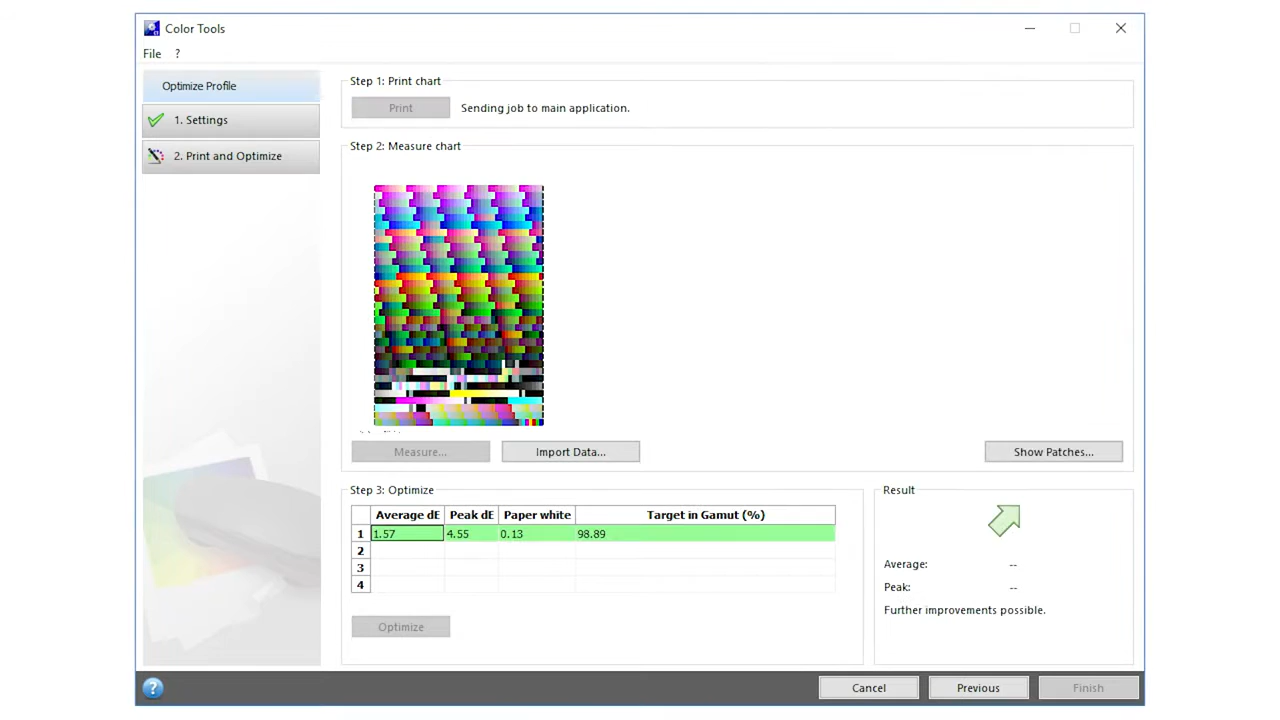 Color Tools
File ?
Optimize Profile
1. Settings
2. Print and Optimize
Step 1: Print chart
Print Sending job to main application.
Step 2: Measure chart
Measure... Import Data... Show Patches...
Step 3: Optimize
Average dE Peak dE Paper white Target in Gamut (%)
1 1.57 4.55 0.13 98.89
2
3
4
Optimize
Result
Average: --
Peak: --
Further improvements possible.
? Cancel Previous Finish